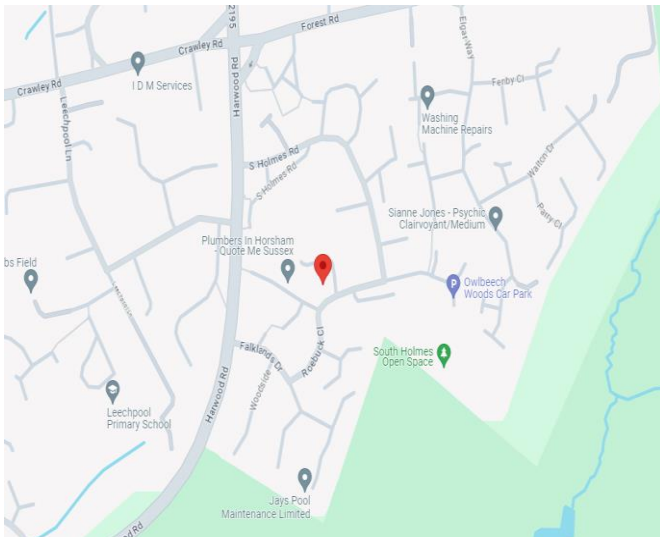 B2195
Forest Rd
Crawley Rd
I D M Services
Crawley Rd
Harwood Rd
Leechpool Ln
Elgar Way
Ferby Cl
Washing
Machine Repairs
S Holmes Rd
S Holmes Rd
Walton Dr
Patty Cl
Sianne Jones - Psychic
Clairvoyant/Medium
Plumbers In Horsham
- Quote Me Sussex
bs Field
P
Owlbeech
Woods Car Park
South Holmes
Open Space
Roebuck Cl
Falklands Dr
Woodside
Harwood Rd
Leechpool
Primary School
Jays Pool
Maintenance Limited
od Rd